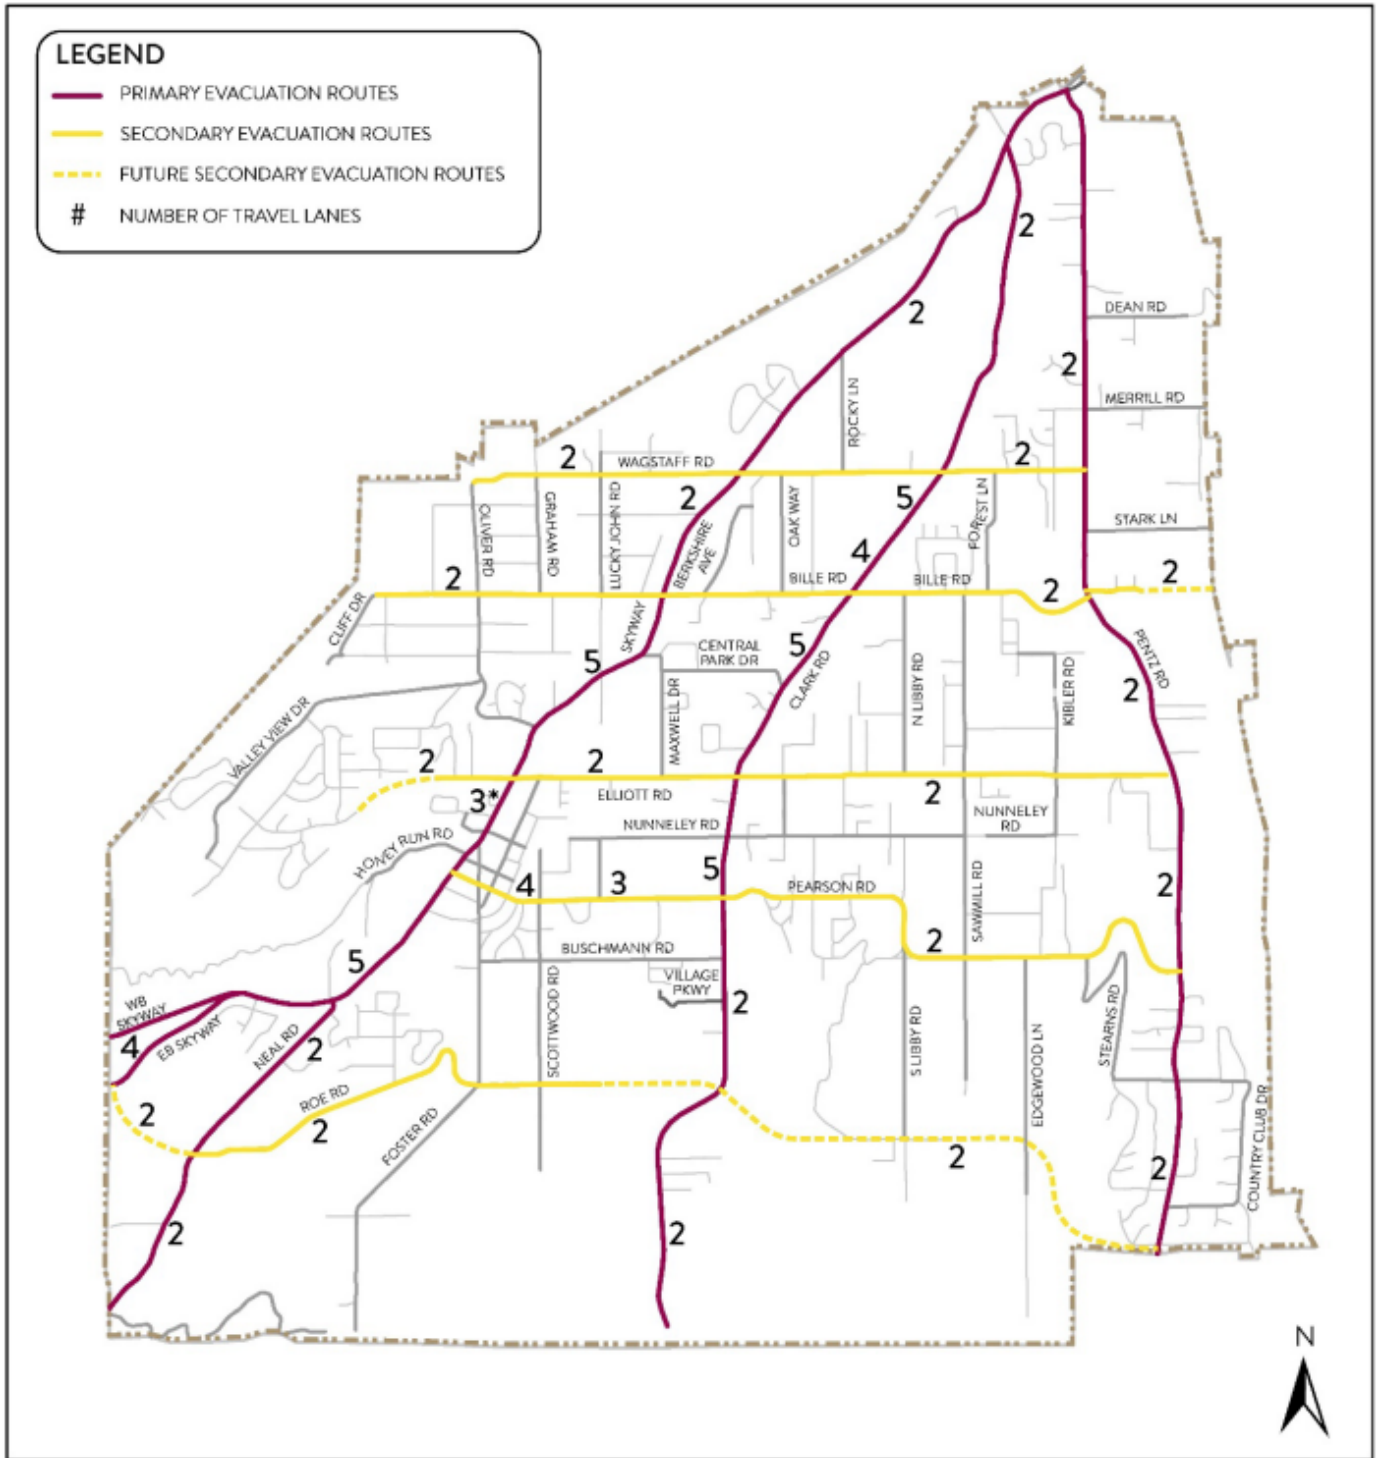 LEGEND
PRIMARY EVACUATION ROUTES
SECONDARY EVACUATION ROUTES
FUTURE SECONDARY EVACUATION ROUTES
# NUMBER OF TRAVEL LANES
2
2
DEAN RD
2
MERRILL RD
ROCKY LN
2
WAGSTAFF RD
2
2
5
OLIVER RD
GRAHAM RD
LUCKY JOHN RD
BERKSHIRE
AVE
OAK WAY
FOREST LN
STARK LN
4
2
BILLE RD
BILLE RD
2
2
CLIFF DR
SKYWAY
5
CENTRAL
PARK DR
5
CLARK RD
N LIBBY RD
KIBLER RD
PENTZ RD
2
VALLEY VIEW DR
MAXWELL DR
2
2
ELLIOTT RD
2
3*
NUNNELEY RD
NUNNELEY
RD
HONEY RUN RD
4
3
5
PEARSON RD
SAWMILL RD
2
BUSCHMANN RD
2
5
VILLAGE
PKWY
2
WB
SKYWAY
4
EB SKYWAY
NEAL RD
2
SCOTTWOOD RD
S LIBBY RD
EDGEWOOD LN
STEARNS RD
COUNTRY CLUB DR
2
ROE RD
2
FOSTER RD
2
2
2
2
N